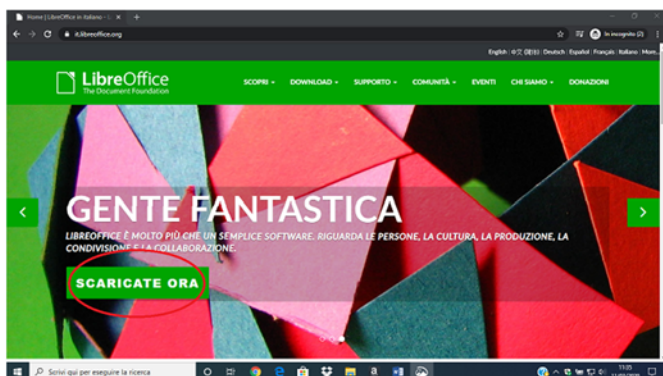 Home | LibreOffice in italiano - L
it.libreoffice.org
In incognito (2)
English | 中文 (简体) | Deutsch | Español | Français | Italiano | More...
LibreOffice
The Document Foundation
SCOPRI DOWNLOAD SUPPORTO COMUNITÀ EVENTI CHI SIAMO DONAZIONI
GENTE FANTASTICA
LIBREOFFICE È MOLTO PIÙ CHE UN SEMPLICE SOFTWARE. RIGUARDA LE PERSONE, LA CULTURA, LA PRODUZIONE, LA
CONDIVISIONE E LA COLLABORAZIONE.
SCARICATE ORA
Scrivi qui per eseguire la ricerca
11:35